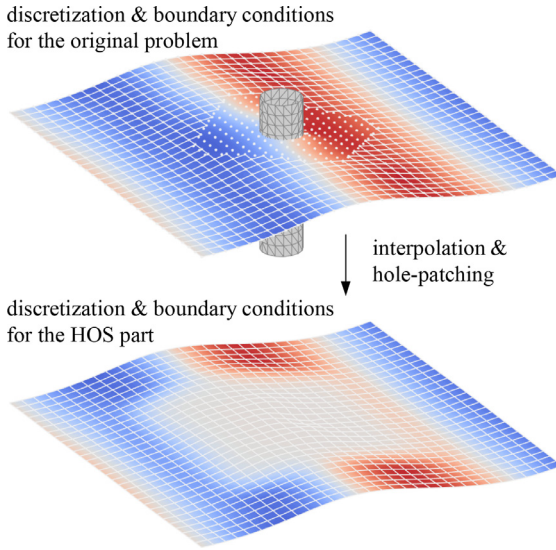 discretization & boundary conditions
for the original problem
interpolation &
hole-patching
discretization & boundary conditions
for the HOS part